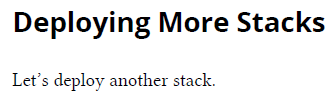 Deploying More Stacks
Let’s deploy another stack.